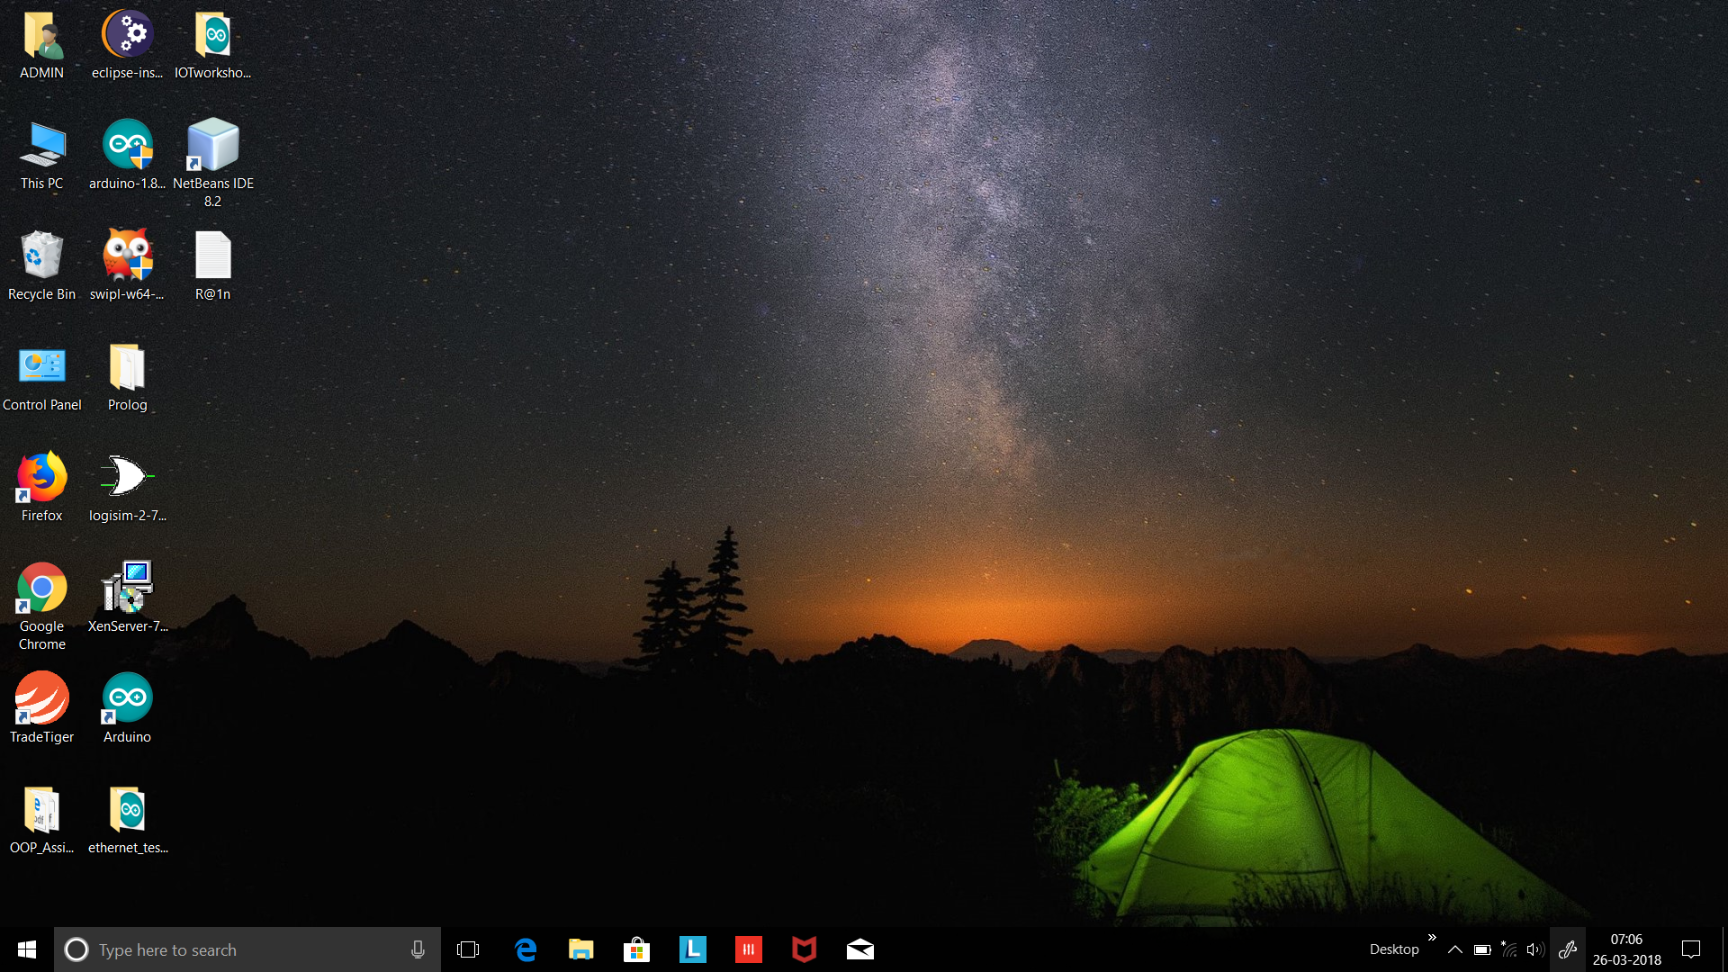 ADMIN
eclipse-ins...
IOTworksho...
This PC
arduino-1.8...
NetBeans IDE
8.2
Recycle Bin
swipl-w64-...
R@1n
Control Panel
Prolog
Firefox
logisim-2-7...
Google
Chrome
XenServer-7...
TradeTiger
Arduino
OOP_Assi...
ethernet_tes...
Type here to search
L
Desktop
07:06
26-03-2018